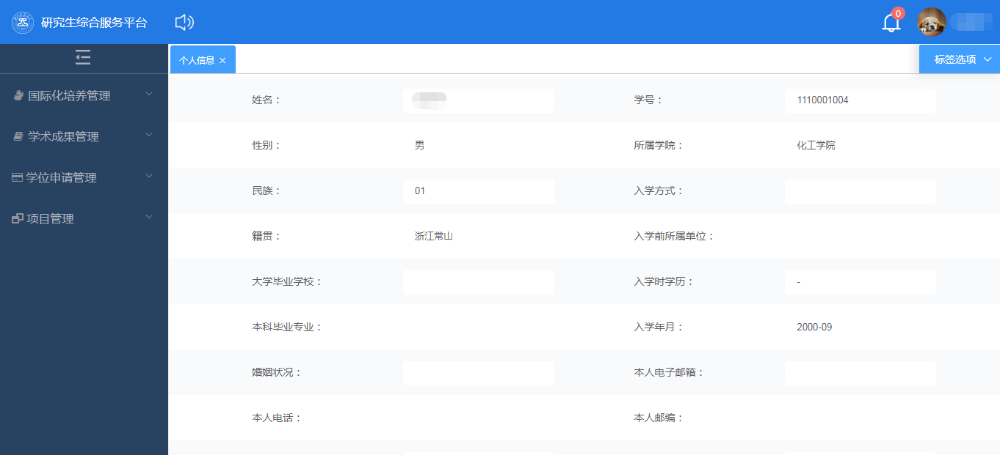 研究生综合服务平台
0
个人信息 ×
标签选项
国际化培养管理
学术成果管理
学位申请管理
项目管理
姓名： 学号： 1110001004
性别： 男 所属学院： 化工学院
民族： 01 入学方式：
籍贯： 浙江常山 入学前所属单位：
大学毕业学校： 入学时学历： -
本科毕业专业： 入学年月： 2000-09
婚姻状况： 本人电子邮箱：
本人电话： 本人邮编：